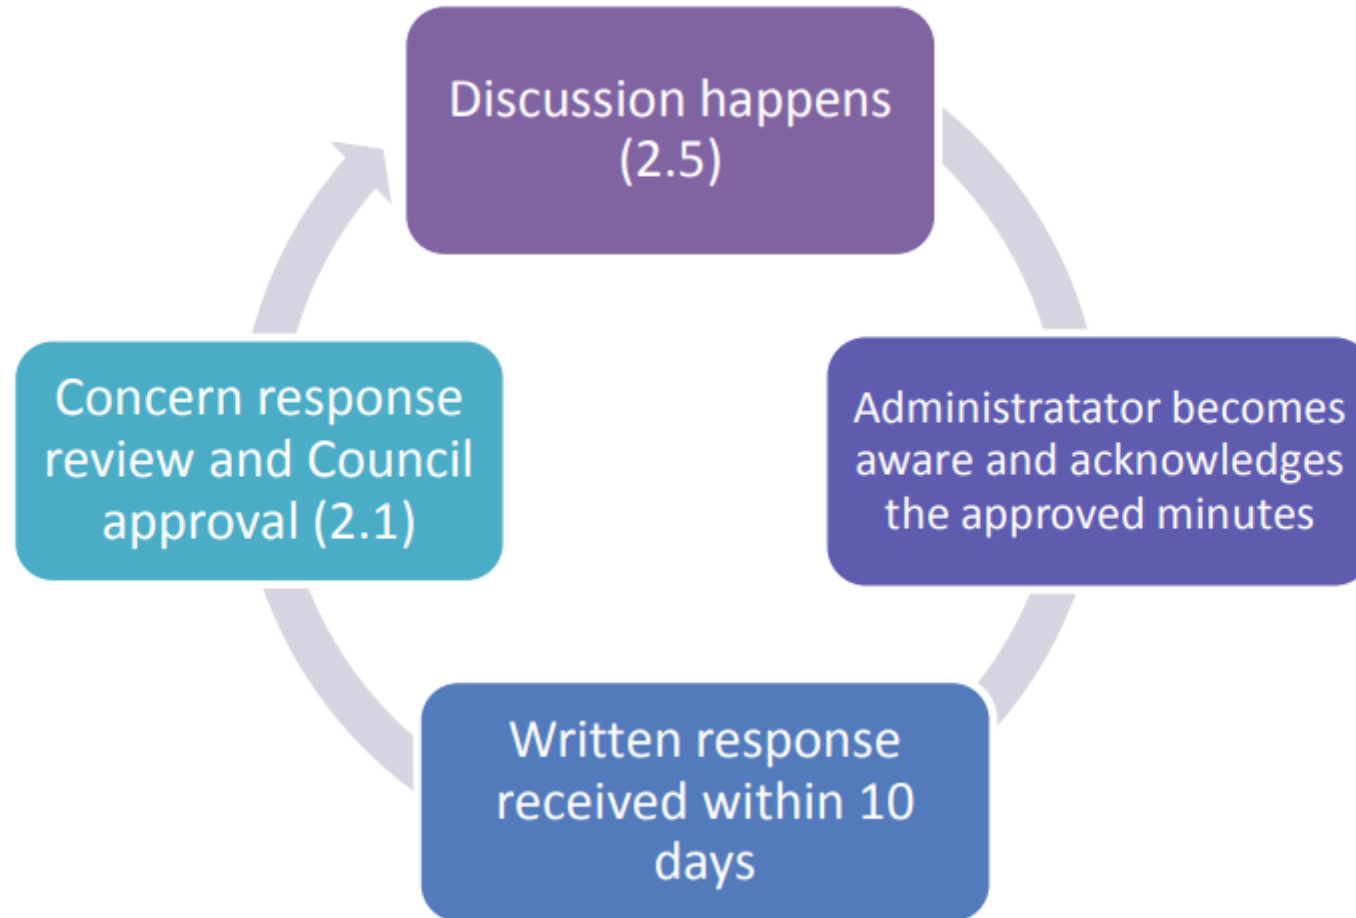 Discussion happens
(2.5)
Administratator becomes
aware and acknowledges
the approved minutes
Written response
received within 10
days
Concern response
review and Council
approval (2.1)